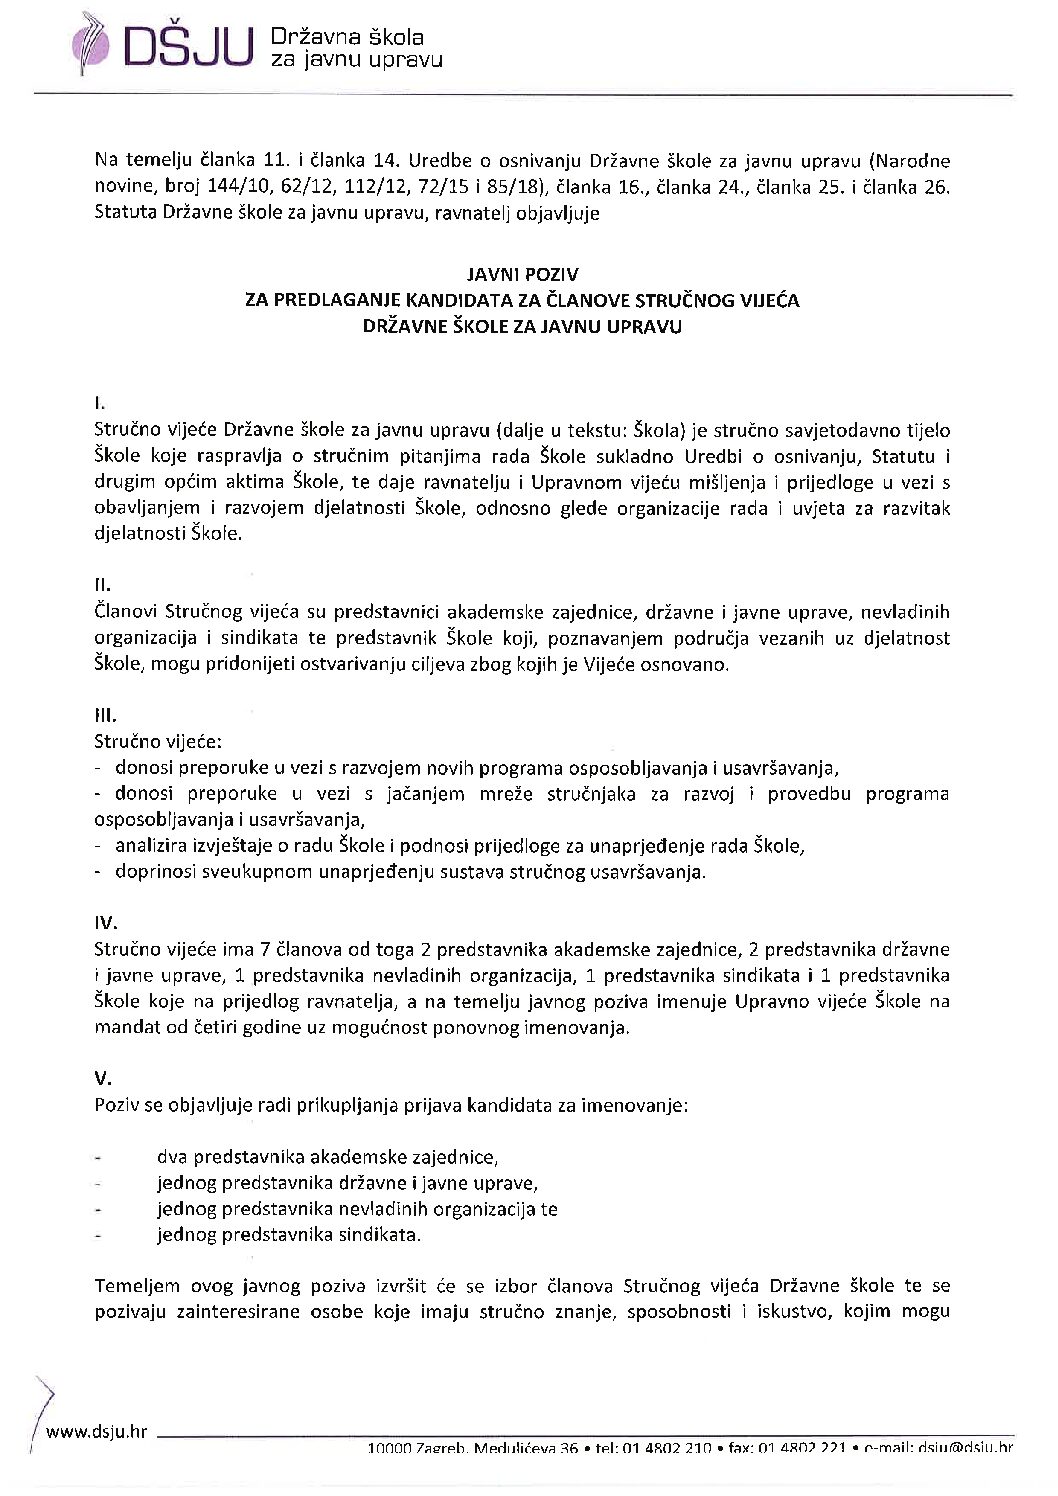 DŠJU Državna škola
za javnu upravu
Na temelju članka 11. i članka 14. Uredbe o osnivanju Državne škole za javnu upravu (Narodne
novine, broj 144/10, 62/12, 112/12, 72/15 i 85/18), članka 16., članka 24., članka 25. i članka 26.
Statuta Državne škole za javnu upravu, ravnatelj objavljuje
JAVNI POZIV
ZA PREDLAGANJE KANDIDATA ZA ČLANOVE STRUČNOG VIJEĆA
DRŽAVNE ŠKOLE ZA JAVNU UPRAVU
I.
Stručno vijeće Državne škole za javnu upravu (dalje u tekstu: Škola) je stručno savjetodavno tijelo
Škole koje raspravlja o stručnim pitanjima rada Škole sukladno Uredbi o osnivanju, Statutu i
drugim općim aktima Škole, te daje ravnatelju i Upravnom vijeću mišljenja i prijedloge u vezi s
obavljanjem i razvojem djelatnosti Škole, odnosno glede organizacije rada i uvjeta za razvitak
djelatnosti Škole.
II.
Članovi Stručnog vijeća su predstavnici akademske zajednice, državne i javne uprave, nevladinih
organizacija i sindikata te predstavnik Škole koji, poznavanjem područja vezanih uz djelatnost
Škole, mogu pridonijeti ostvarivanju ciljeva zbog kojih je Vijeće osnovano.
III.
Stručno vijeće:
- donosi preporuke u vezi s razvojem novih programa osposobljavanja i usavršavanja,
- donosi preporuke u vezi s jačanjem mreže stručnjaka za razvoj i provedbu programa
osposobljavanja i usavršavanja,
- analizira izvještaje o radu Škole i podnosi prijedloge za unaprjeđenje rada Škole,
- doprinosi sveukupnom unaprjeđenju sustava stručnog usavršavanja.
IV.
Stručno vijeće ima 7 članova od toga 2 predstavnika akademske zajednice, 2 predstavnika državne
i javne uprave, 1 predstavnika nevladinih organizacija, 1 predstavnika sindikata i 1 predstavnika
Škole koje na prijedlog ravnatelja, a na temelju javnog poziva imenuje Upravno vijeće Škole na
mandat od četiri godine uz mogućnost ponovnog imenovanja.
V.
Poziv se objavljuje radi prikupljanja prijava kandidata za imenovanje:
- dva predstavnika akademske zajednice,
- jednog predstavnika državne i javne uprave,
- jednog predstavnika nevladinih organizacija te
- jednog predstavnika sindikata.
Temeljem ovog javnog poziva izvršit će se izbor članova Stručnog vijeća Državne škole te se
pozivaju zainteresirane osobe koje imaju stručno znanje, sposobnosti i iskustvo, kojim mogu
www.dsju.hr
10000 Zagreb, Medulićeva 36 • tel: 01 4802 210 • fax: 01 4802 221 • e-mail: dsju@dsju.hr